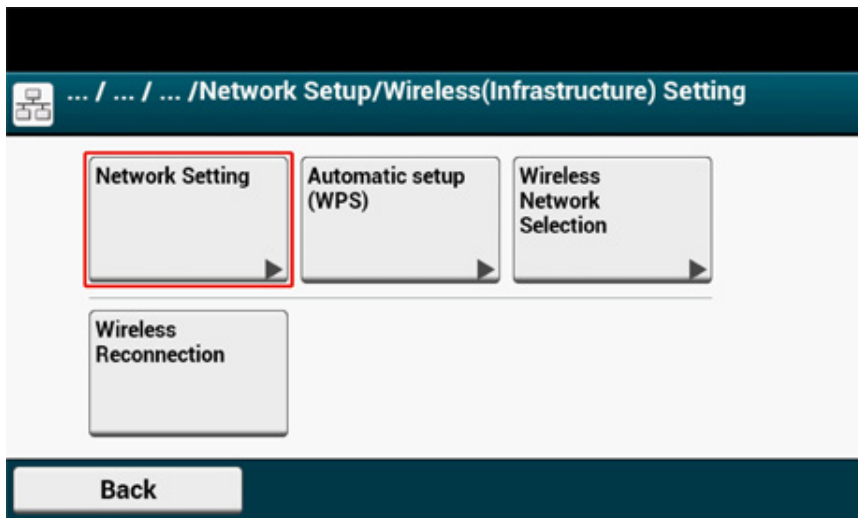 ... / ... / ... /Network Setup/Wireless(Infrastructure) Setting
Network Setting
Automatic setup
(WPS)
Wireless
Network
Selection
Wireless
Reconnection
Back